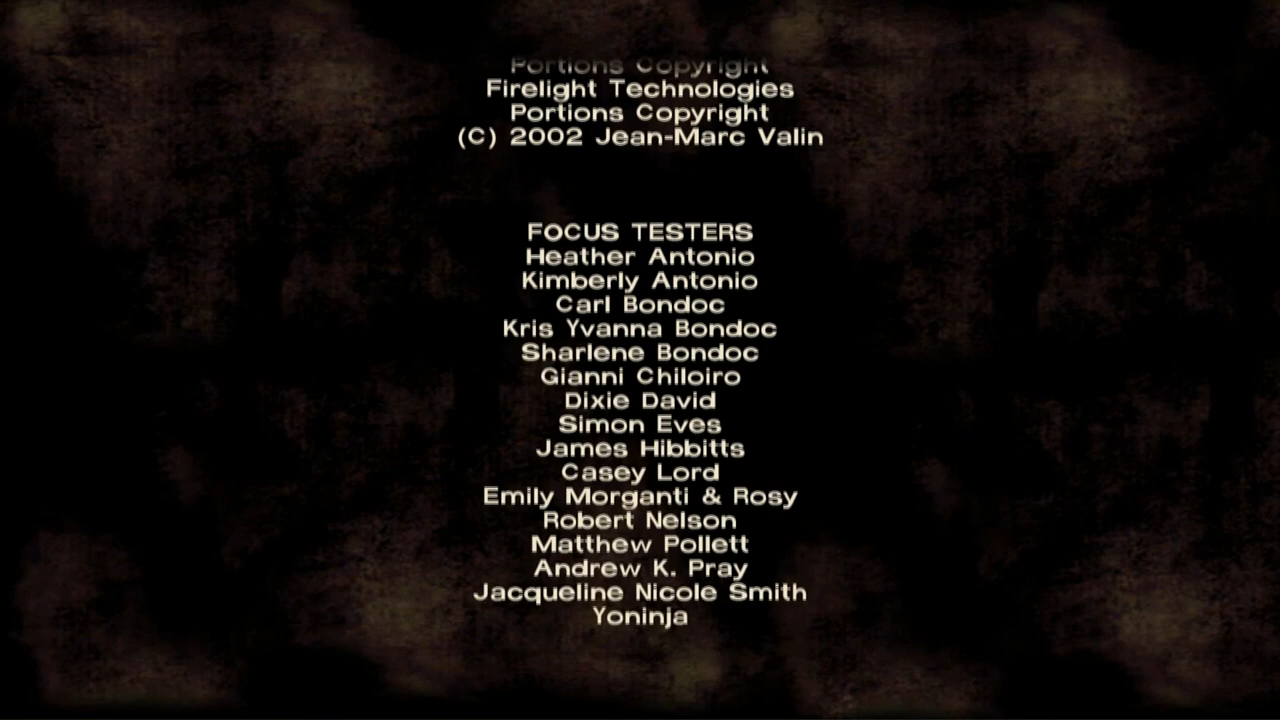 Portions Copyright
Firelight Technologies
Portions Copyright
(C) 2002 Jean-Marc Valin
FOCUS TESTERS
Heather Antonio
Kimberly Antonio
Carl Bondoc
Kris Yvanna Bondoc
Sharlene Bondoc
Gianni Chiloiro
Dixie David
Simon Eves
James Hibbitts
Casey Lord
Emily Morganti & Rosy
Robert Nelson
Matthew Pollett
Andrew K. Pray
Jacqueline Nicole Smith
Yoninja